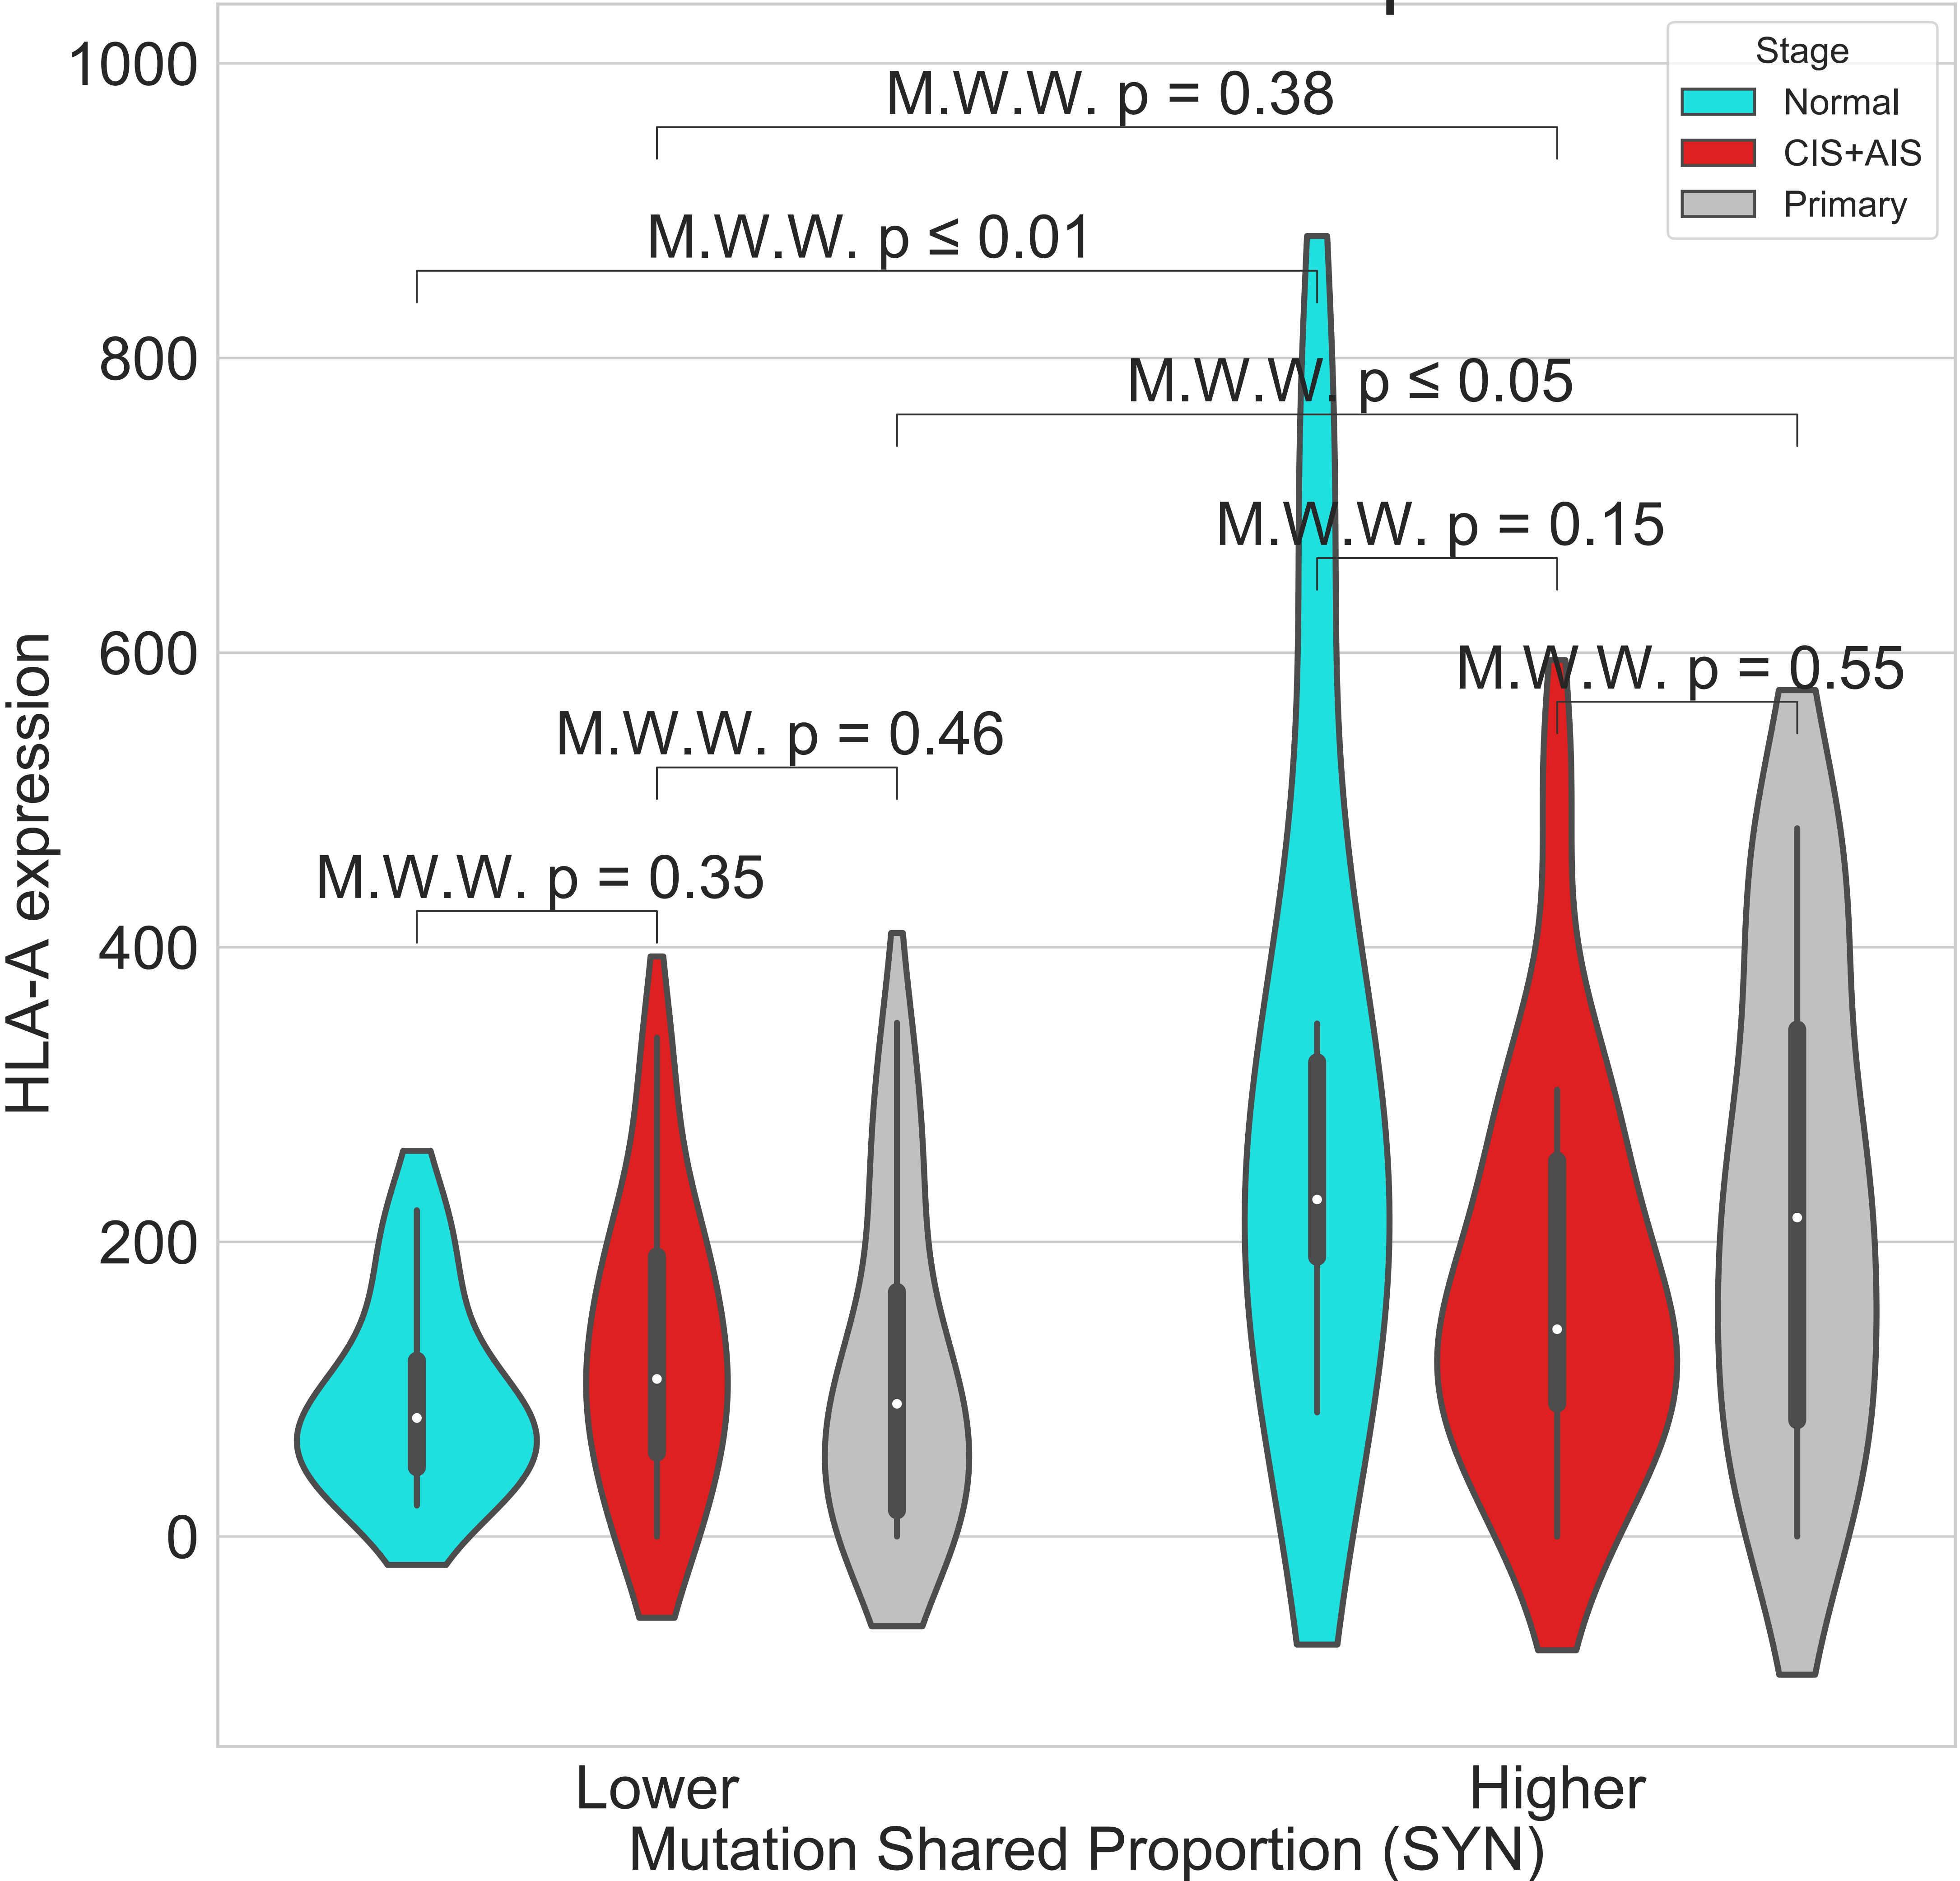 1000
800
600
400
200
0
HLA-A expression
M.W.W. p = 0.38
M.W.W. p ≤ 0.01
M.W.W. p ≤ 0.05
M.W.W. p = 0.15
M.W.W. p = 0.55
M.W.W. p = 0.46
M.W.W. p = 0.35
Stage
Normal
CIS+AIS
Primary
Lower
Higher
Mutation Shared Proportion (SYN)